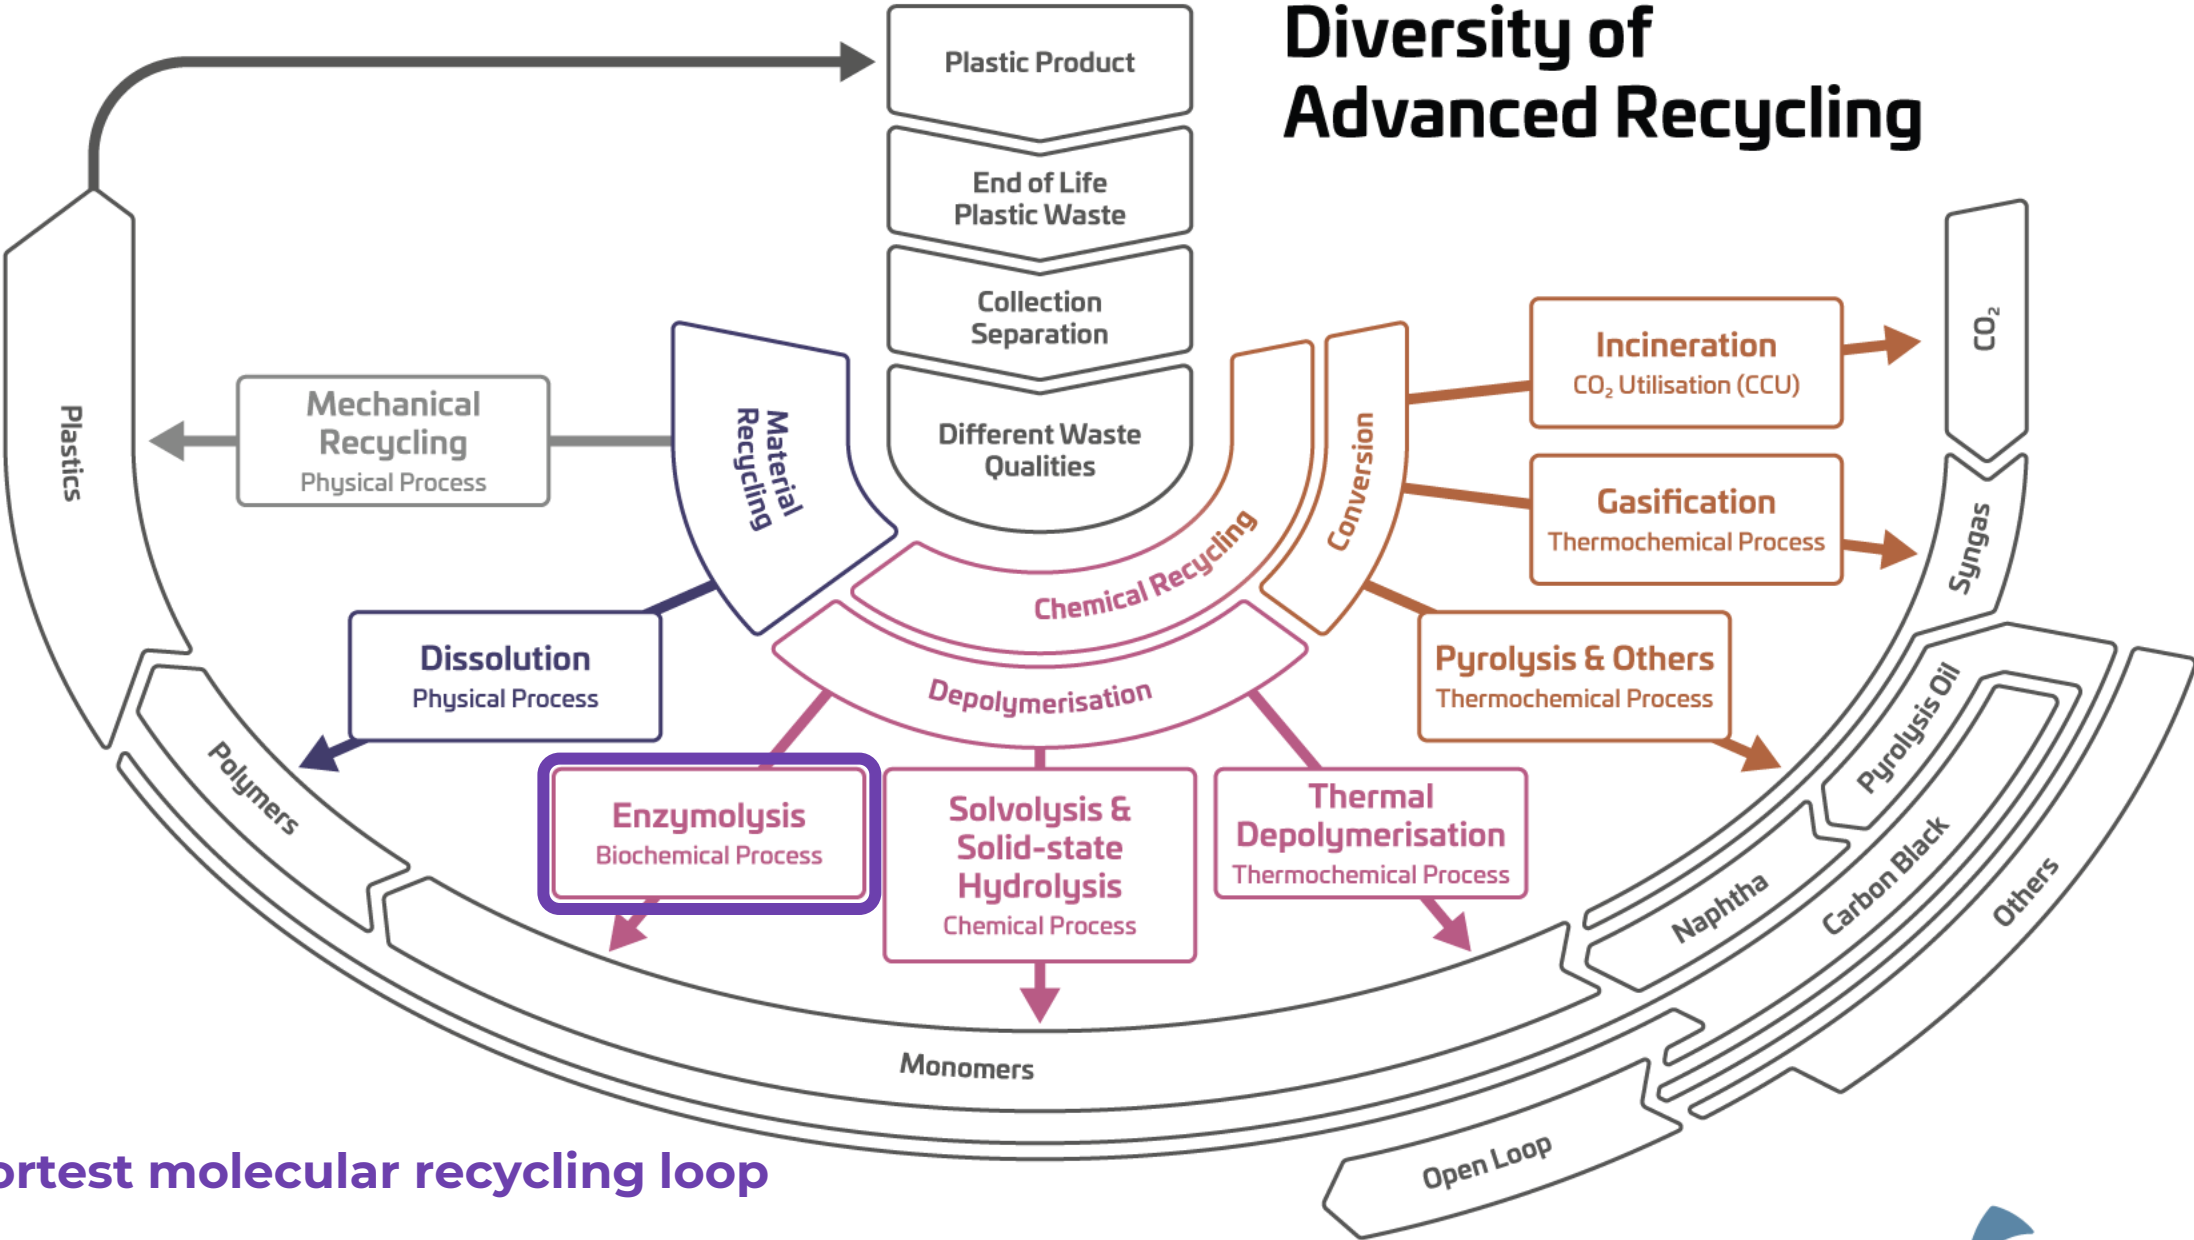 Diversity of
Advanced Recycling
Plastic Product
End of Life
Plastic Waste
Collection
Separation
Different Waste
Qualities
Material
Recycling
Chemical Recycling
Conversion
Depolymerisation
Mechanical
Recycling
Physical Process
Dissolution
Physical Process
Enzymolysis
Biochemical Process
Solvolysis &
Solid-state
Hydrolysis
Chemical Process
Thermal
Depolymerisation
Thermochemical Process
Pyrolysis & Others
Thermochemical Process
Gasification
Thermochemical Process
Incineration
CO₂ Utilisation (CCU)
Plastics
Polymers
Monomers
Naphtha
Pyrolysis Oil
Carbon Black
Others
Syngas
CO₂
Open Loop
ortest molecular recycling loop